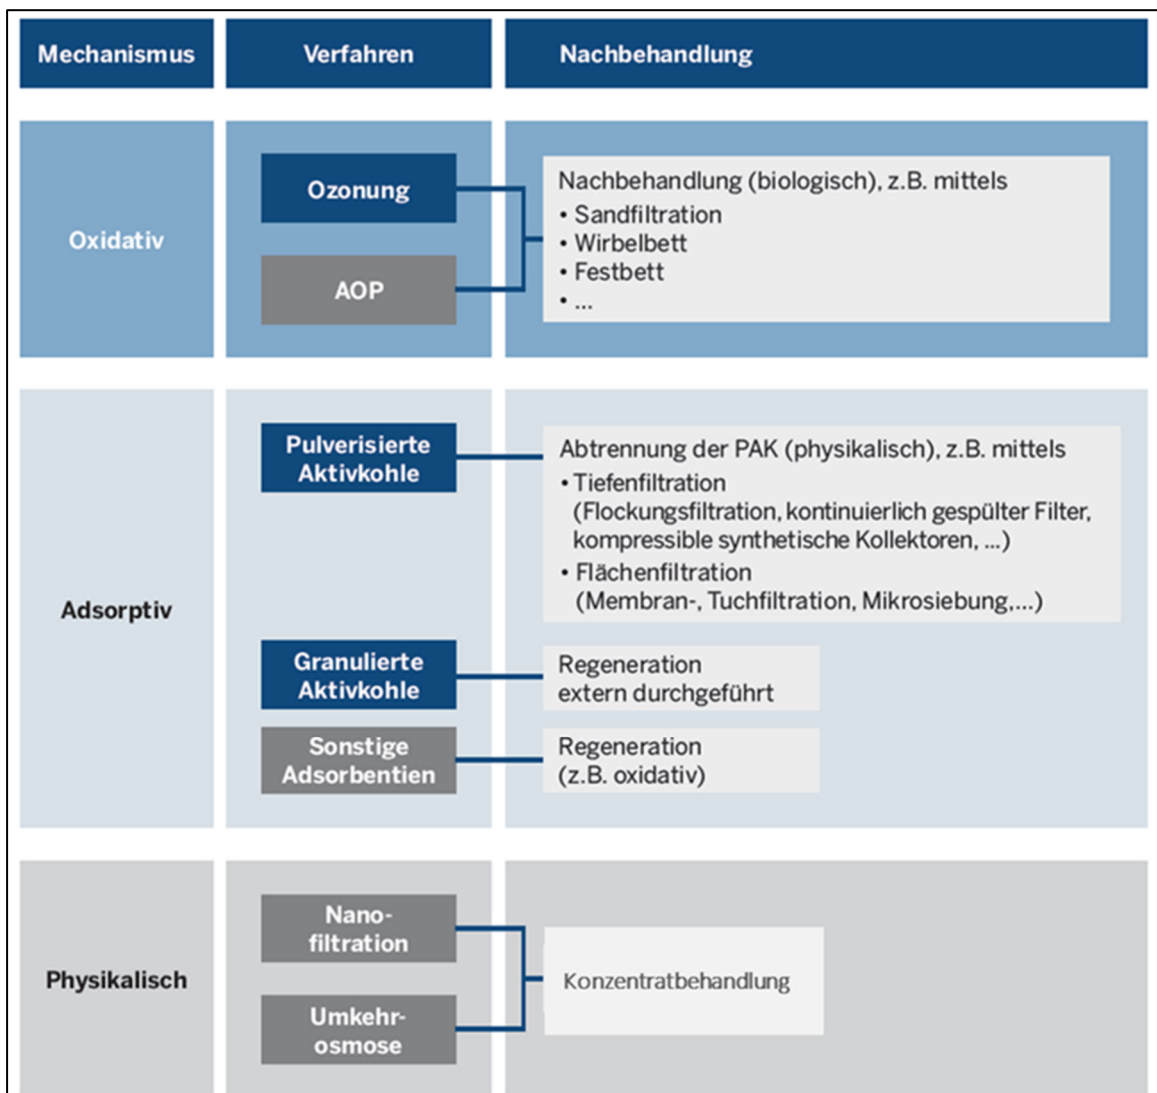 Mechanismus
Verfahren
Nachbehandlung
Oxidativ
Ozonung
AOP
Nachbehandlung (biologisch), z.B. mittels
• Sandfiltration
• Wirbelbett
• Festbett
• ...
Adsorptiv
Pulverisierte
Aktivkohle
Abtrennung der PAK (physikalisch), z.B. mittels
• Tiefenfiltration
(Flockungsfiltration, kontinuierlich gespülter Filter,
kompressible synthetische Kollektoren, ...)
• Flächenfiltration
(Membran-, Tuchfiltration, Mikrosiebung,...)
Granulierte
Aktivkohle
Regeneration
extern durchgeführt
Sonstige
Adsorbentien
Regeneration
(z.B. oxidativ)
Physikalisch
Nano-
filtration
Umkehr-
osmose
Konzentratbehandlung